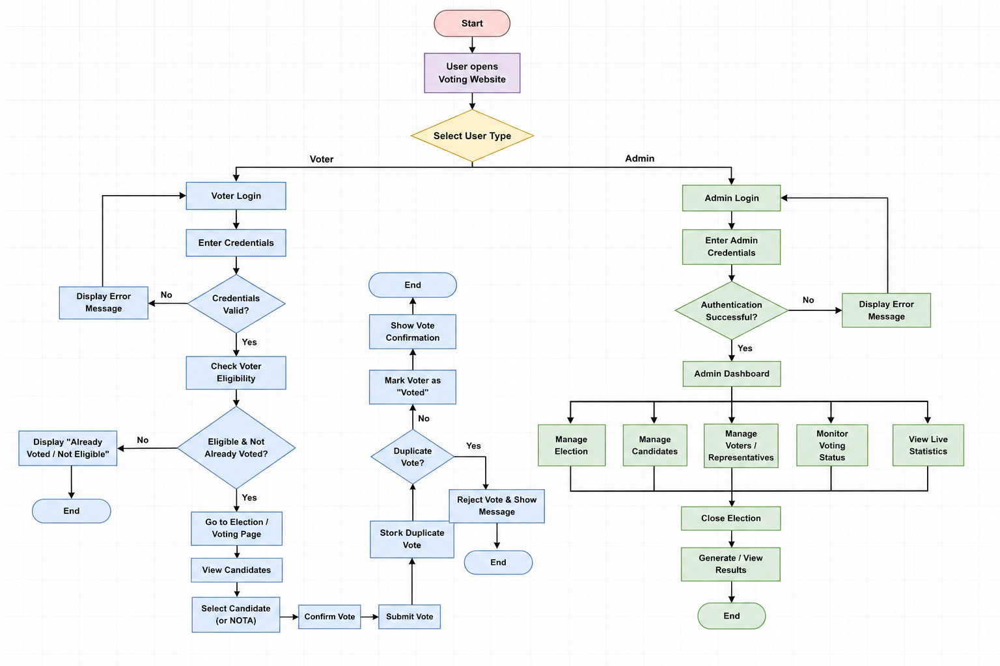 Start
User opens
Voting Website
Select User Type
Voter
Admin
Voter Login
Enter Credentials
Credentials
Valid?
No
Display Error
Message
Yes
Check Voter
Eligibility
Eligible & Not
Already Voted?
No
Display "Already
Voted / Not Eligible"
End
Yes
Go to Election /
Voting Page
View Candidates
Select Candidate
(or NOTA)
Confirm Vote
Submit Vote
Stork Duplicate
Vote
Duplicate
Vote?
Yes
Reject Vote & Show
Message
End
No
Mark Voter as
"Voted"
Show Vote
Confirmation
End
Admin Login
Enter Admin
Credentials
Authentication
Successful?
No
Display Error
Message
Yes
Admin Dashboard
Manage
Election
Manage
Candidates
Manage
Voters /
Representatives
Monitor
Voting
Status
View Live
Statistics
Close Election
Generate / View
Results
End